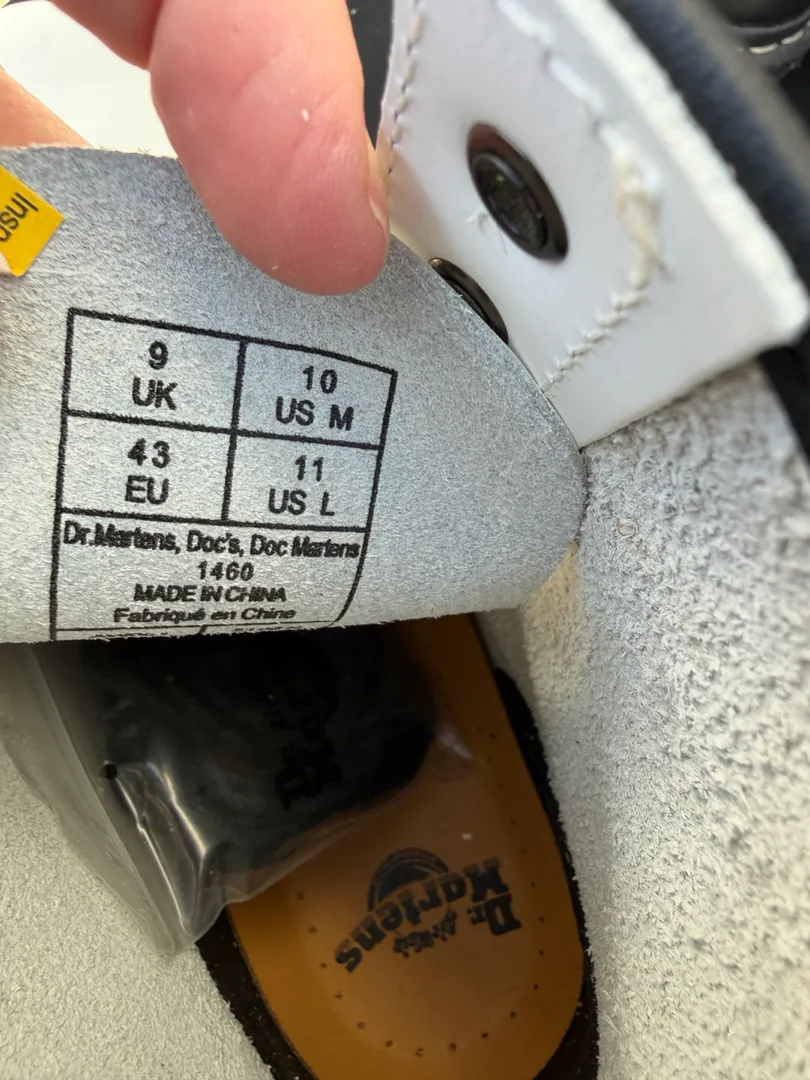 9
UK
10
US M
43
EU
11
US L
Dr.Martens, Doc's, Doc Martens
1460
MADE IN CHINA
Fabriqué en Chine
Dr.
Martens